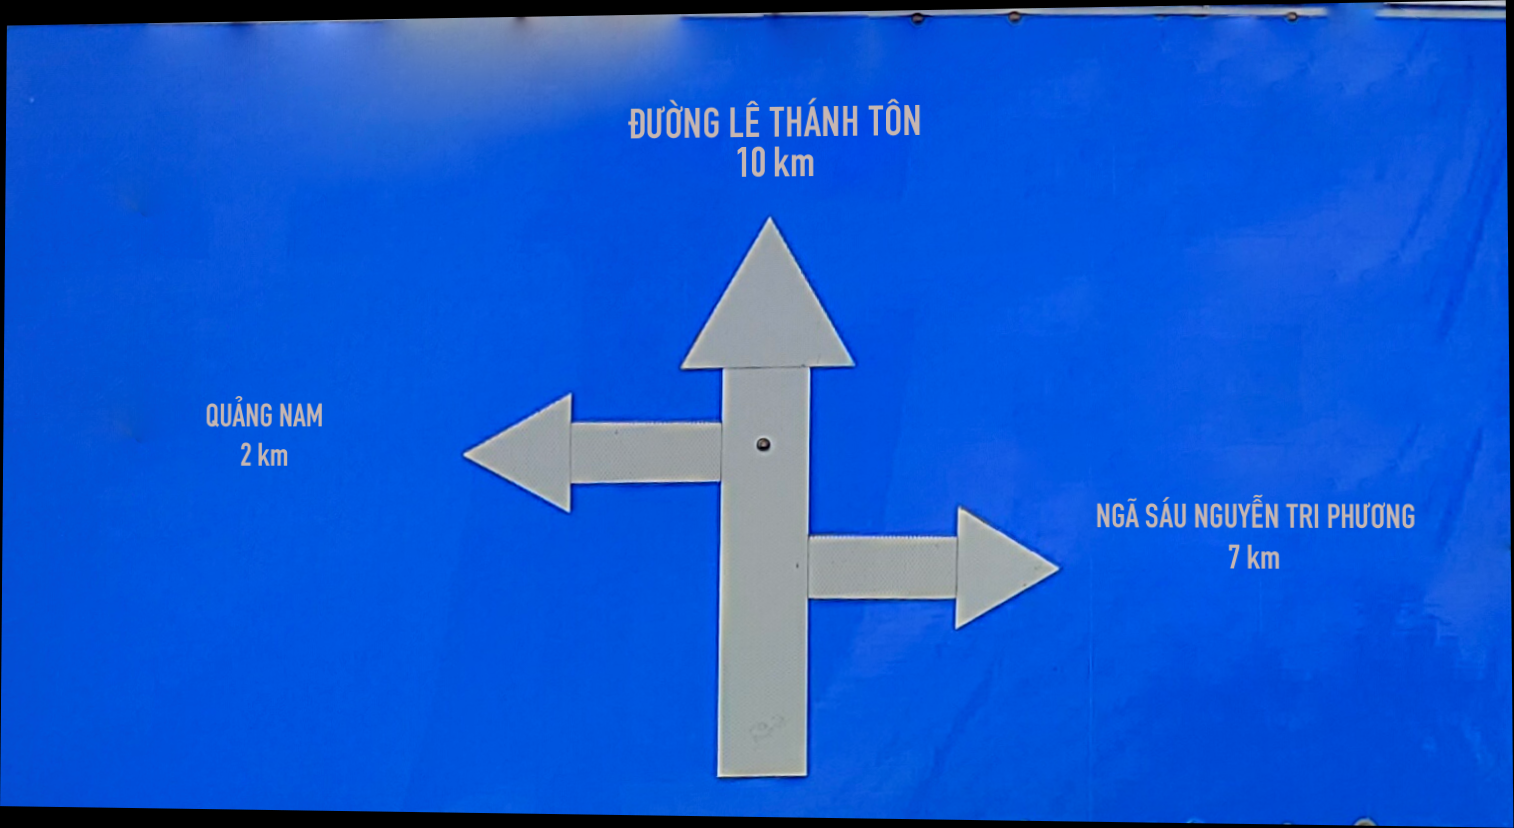 ĐƯỜNG LÊ THÁNH TÔN
10 km
QUẢNG NAM
2 km
NGÃ SÁU NGUYỄN TRI PHƯƠNG
7 km